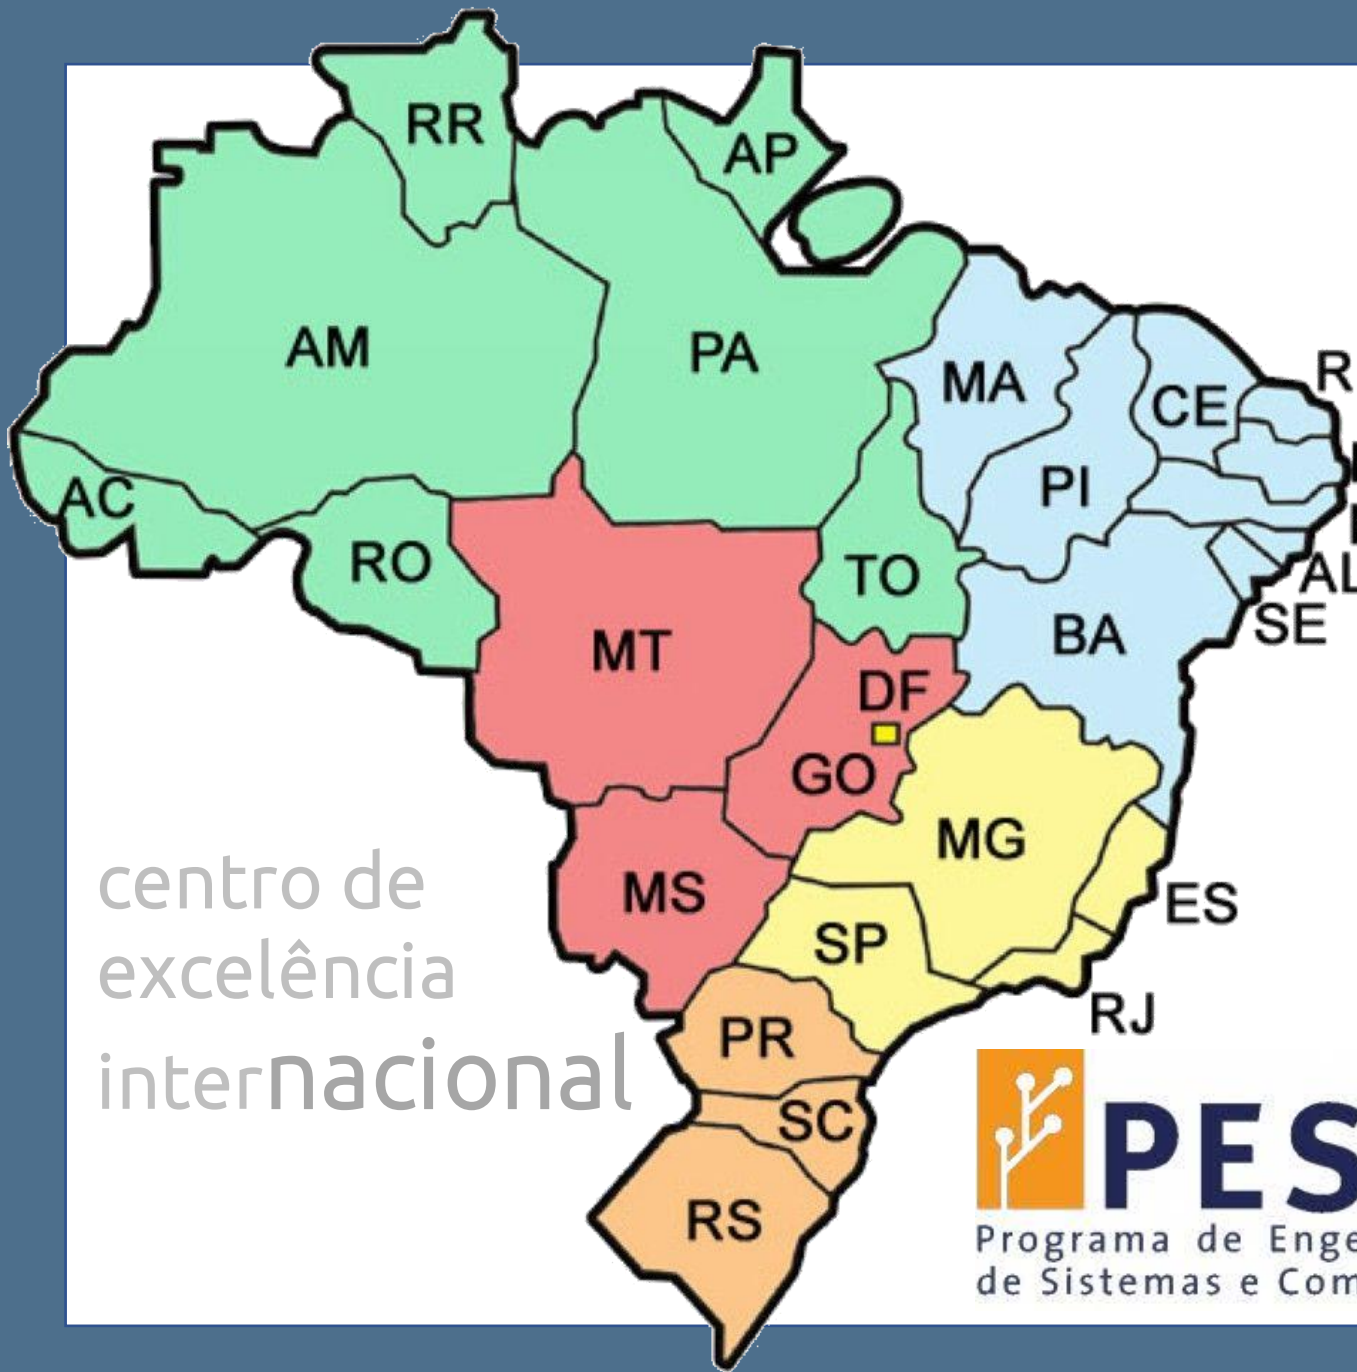 RR
AP
AM
PA
MA
CE
R
PI
AC
RO
TO
AL
SE
MT
BA
DF
GO
MG
MS
ES
SP
RJ
PR
SC
RS
centro de
excelência
internacional
PES
Programa de Enge
de Sistemas e Com